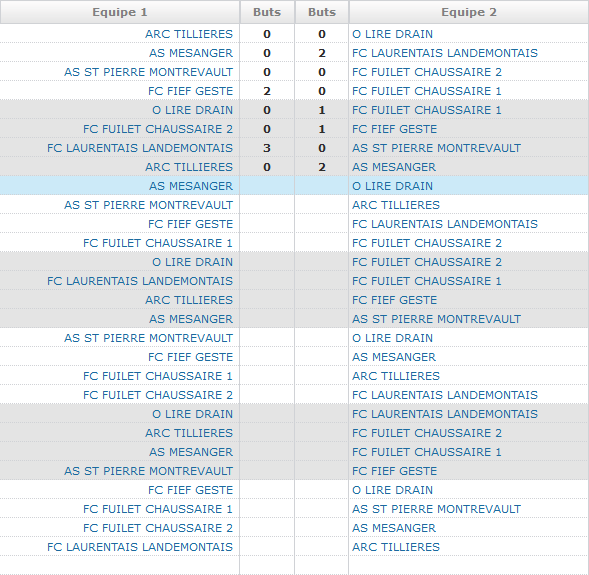 Equipe 1 Buts Buts Equipe 2
ARC TILLIERES 0 0 O LIRE DRAIN
AS MESANGER 0 2 FC LAURENTAIS LANDEMONTAIS
AS ST PIERRE MONTREVAULT 0 0 FC FUILET CHAUSSAIRE 2
FC FIEF GESTE 2 0 FC FUILET CHAUSSAIRE 1
O LIRE DRAIN 0 1 FC FUILET CHAUSSAIRE 1
FC FUILET CHAUSSAIRE 2 0 1 FC FIEF GESTE
FC LAURENTAIS LANDEMONTAIS 3 0 AS ST PIERRE MONTREVAULT
ARC TILLIERES 0 2 AS MESANGER
AS MESANGER O LIRE DRAIN
AS ST PIERRE MONTREVAULT ARC TILLIERES
FC FIEF GESTE FC LAURENTAIS LANDEMONTAIS
FC FUILET CHAUSSAIRE 1 FC FUILET CHAUSSAIRE 2
O LIRE DRAIN FC FUILET CHAUSSAIRE 2
FC LAURENTAIS LANDEMONTAIS FC FUILET CHAUSSAIRE 1
ARC TILLIERES FC FIEF GESTE
AS MESANGER AS ST PIERRE MONTREVAULT
AS ST PIERRE MONTREVAULT O LIRE DRAIN
FC FIEF GESTE AS MESANGER
FC FUILET CHAUSSAIRE 1 ARC TILLIERES
FC FUILET CHAUSSAIRE 2 FC LAURENTAIS LANDEMONTAIS
O LIRE DRAIN FC LAURENTAIS LANDEMONTAIS
ARC TILLIERES FC FUILET CHAUSSAIRE 2
AS MESANGER FC FUILET CHAUSSAIRE 1
AS ST PIERRE MONTREVAULT FC FIEF GESTE
FC FIEF GESTE O LIRE DRAIN
FC FUILET CHAUSSAIRE 1 AS ST PIERRE MONTREVAULT
FC FUILET CHAUSSAIRE 2 AS MESANGER
FC LAURENTAIS LANDEMONTAIS ARC TILLIERES